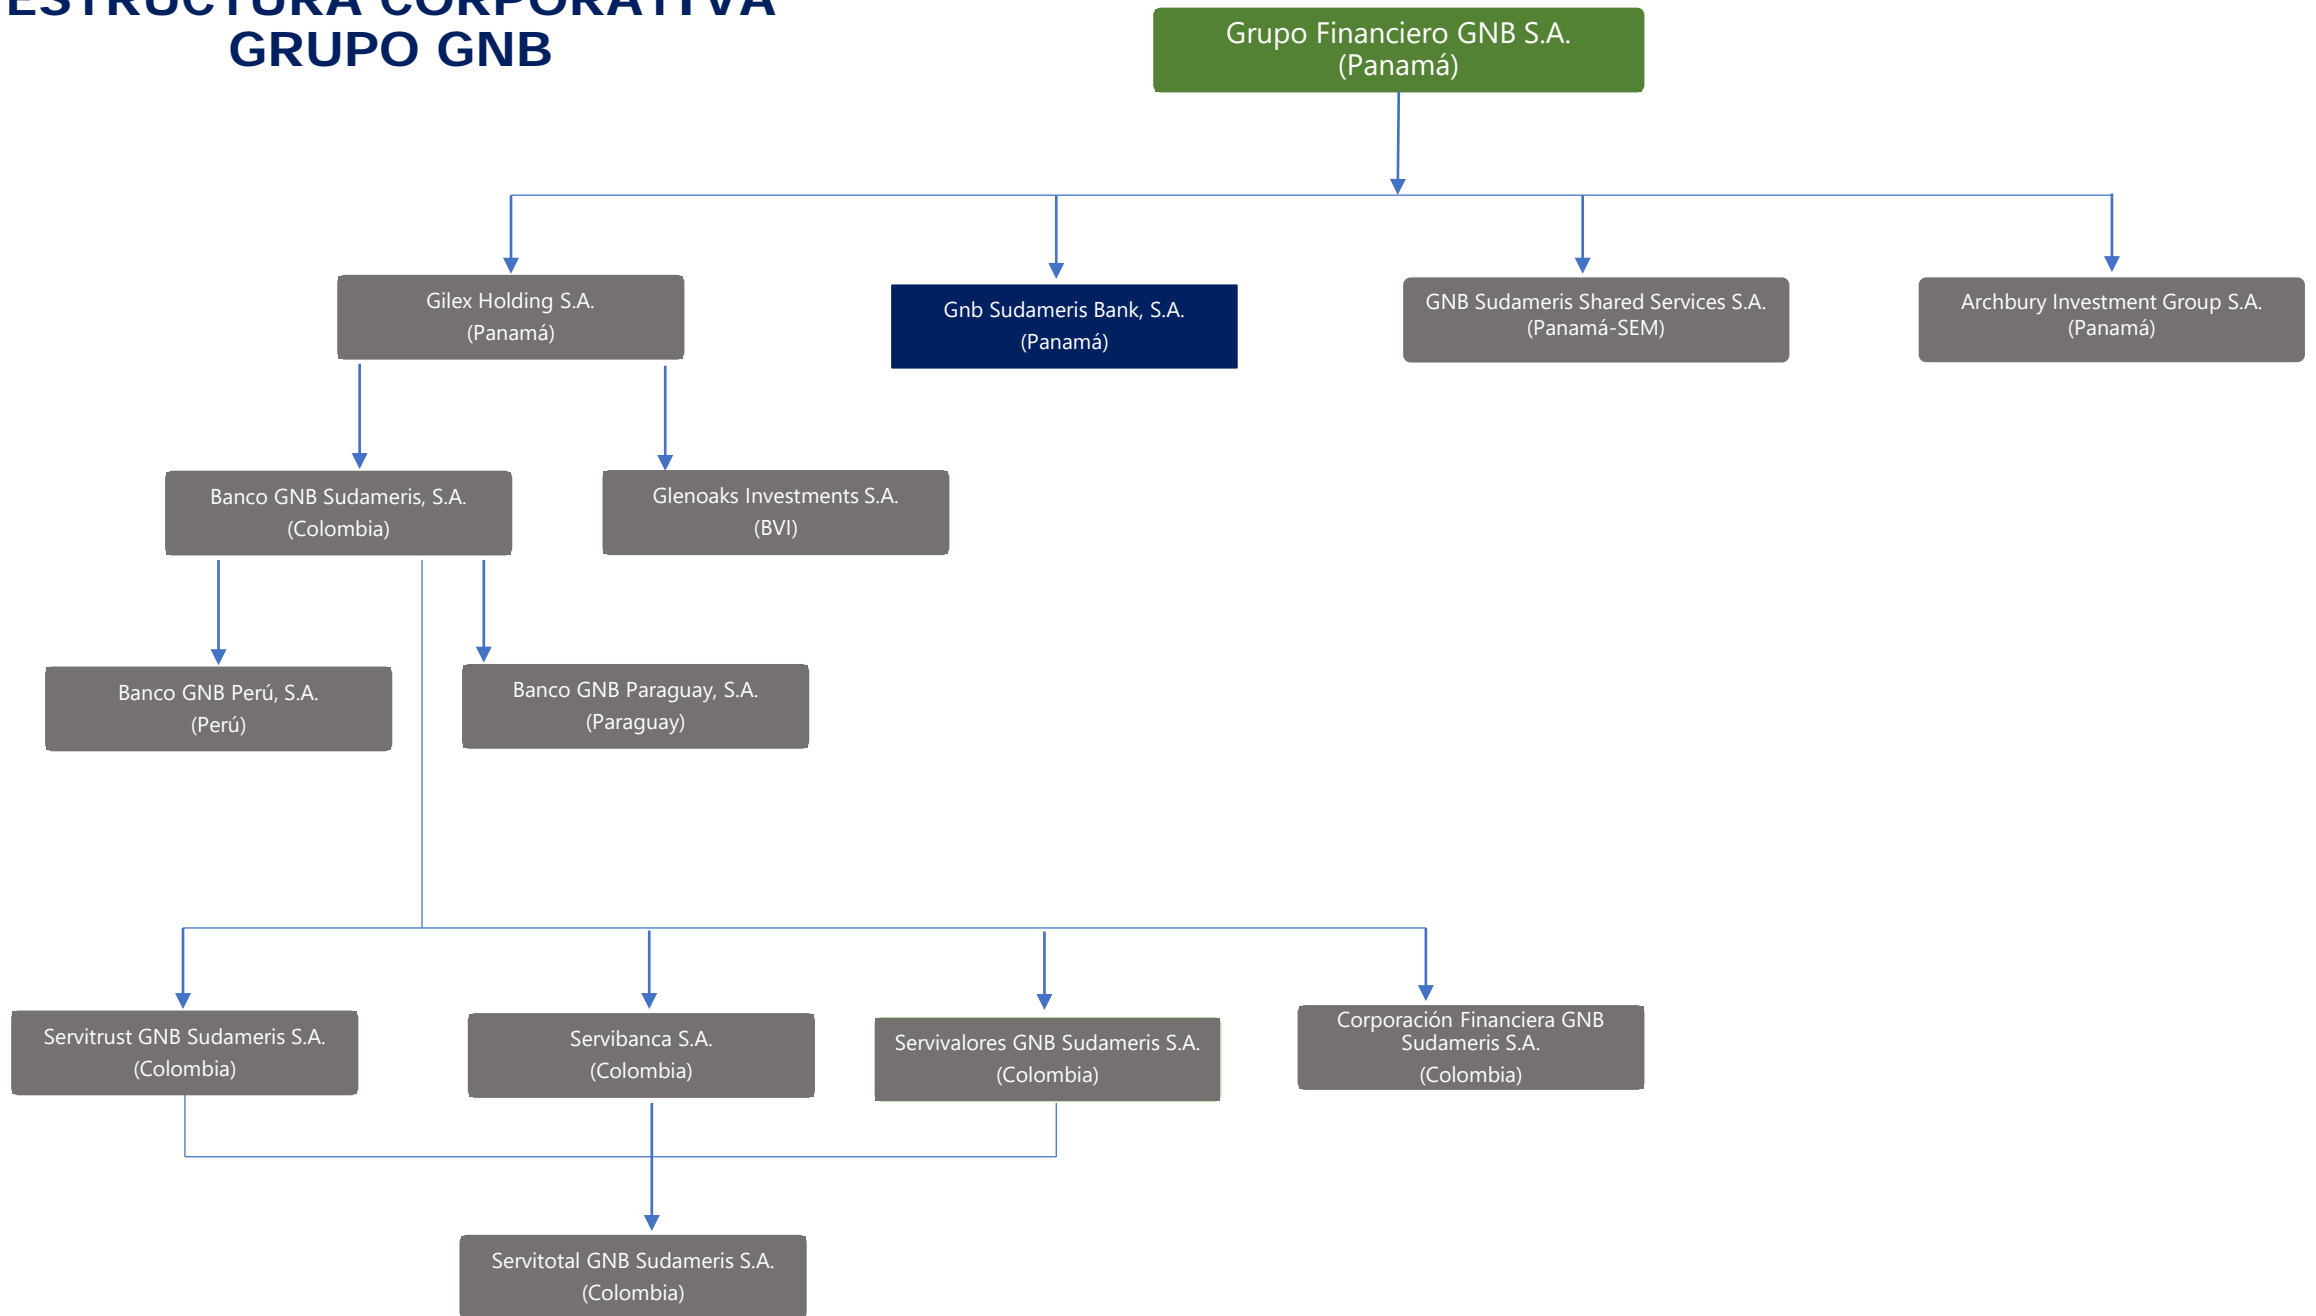 ESTRUCTURA CORPORATIVA
GRUPO GNB
Grupo Financiero GNB S.A.
(Panamá)
Gilex Holding S.A.
(Panamá)
Gnb Sudameris Bank, S.A.
(Panamá)
GNB Sudameris Shared Services S.A.
(Panamá-SEM)
Archbury Investment Group S.A.
(Panamá)
Banco GNB Sudameris, S.A.
(Colombia)
Glenoaks Investments S.A.
(BVI)
Banco GNB Perú, S.A.
(Perú)
Banco GNB Paraguay, S.A.
(Paraguay)
Servitrust GNB Sudameris S.A.
(Colombia)
Servibanca S.A.
(Colombia)
Servivalores GNB Sudameris S.A.
(Colombia)
Corporación Financiera GNB
Sudameris S.A.
(Colombia)
Servitotal GNB Sudameris S.A.
(Colombia)